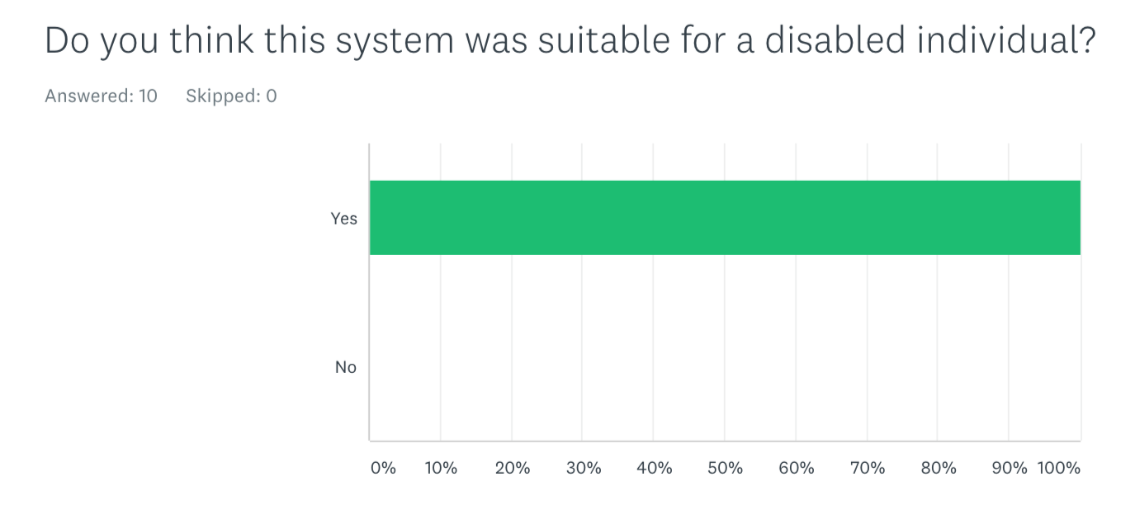 Do you think this system was suitable for a disabled individual?
Answered: 10 Skipped: 0
Yes
No
0% 10% 20% 30% 40% 50% 60% 70% 80% 90% 100%